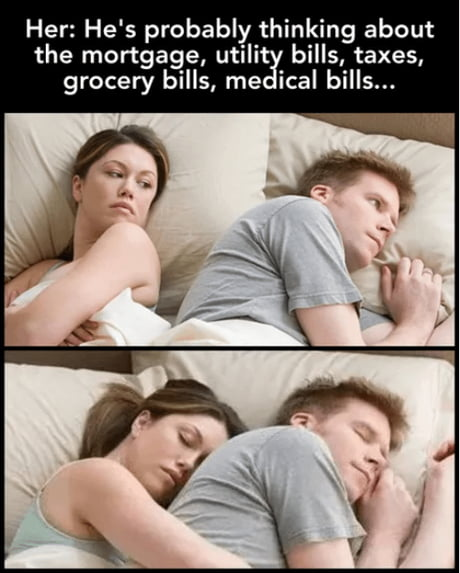 Her: He's probably thinking about
the mortgage, utility bills, taxes,
grocery bills, medical bills...